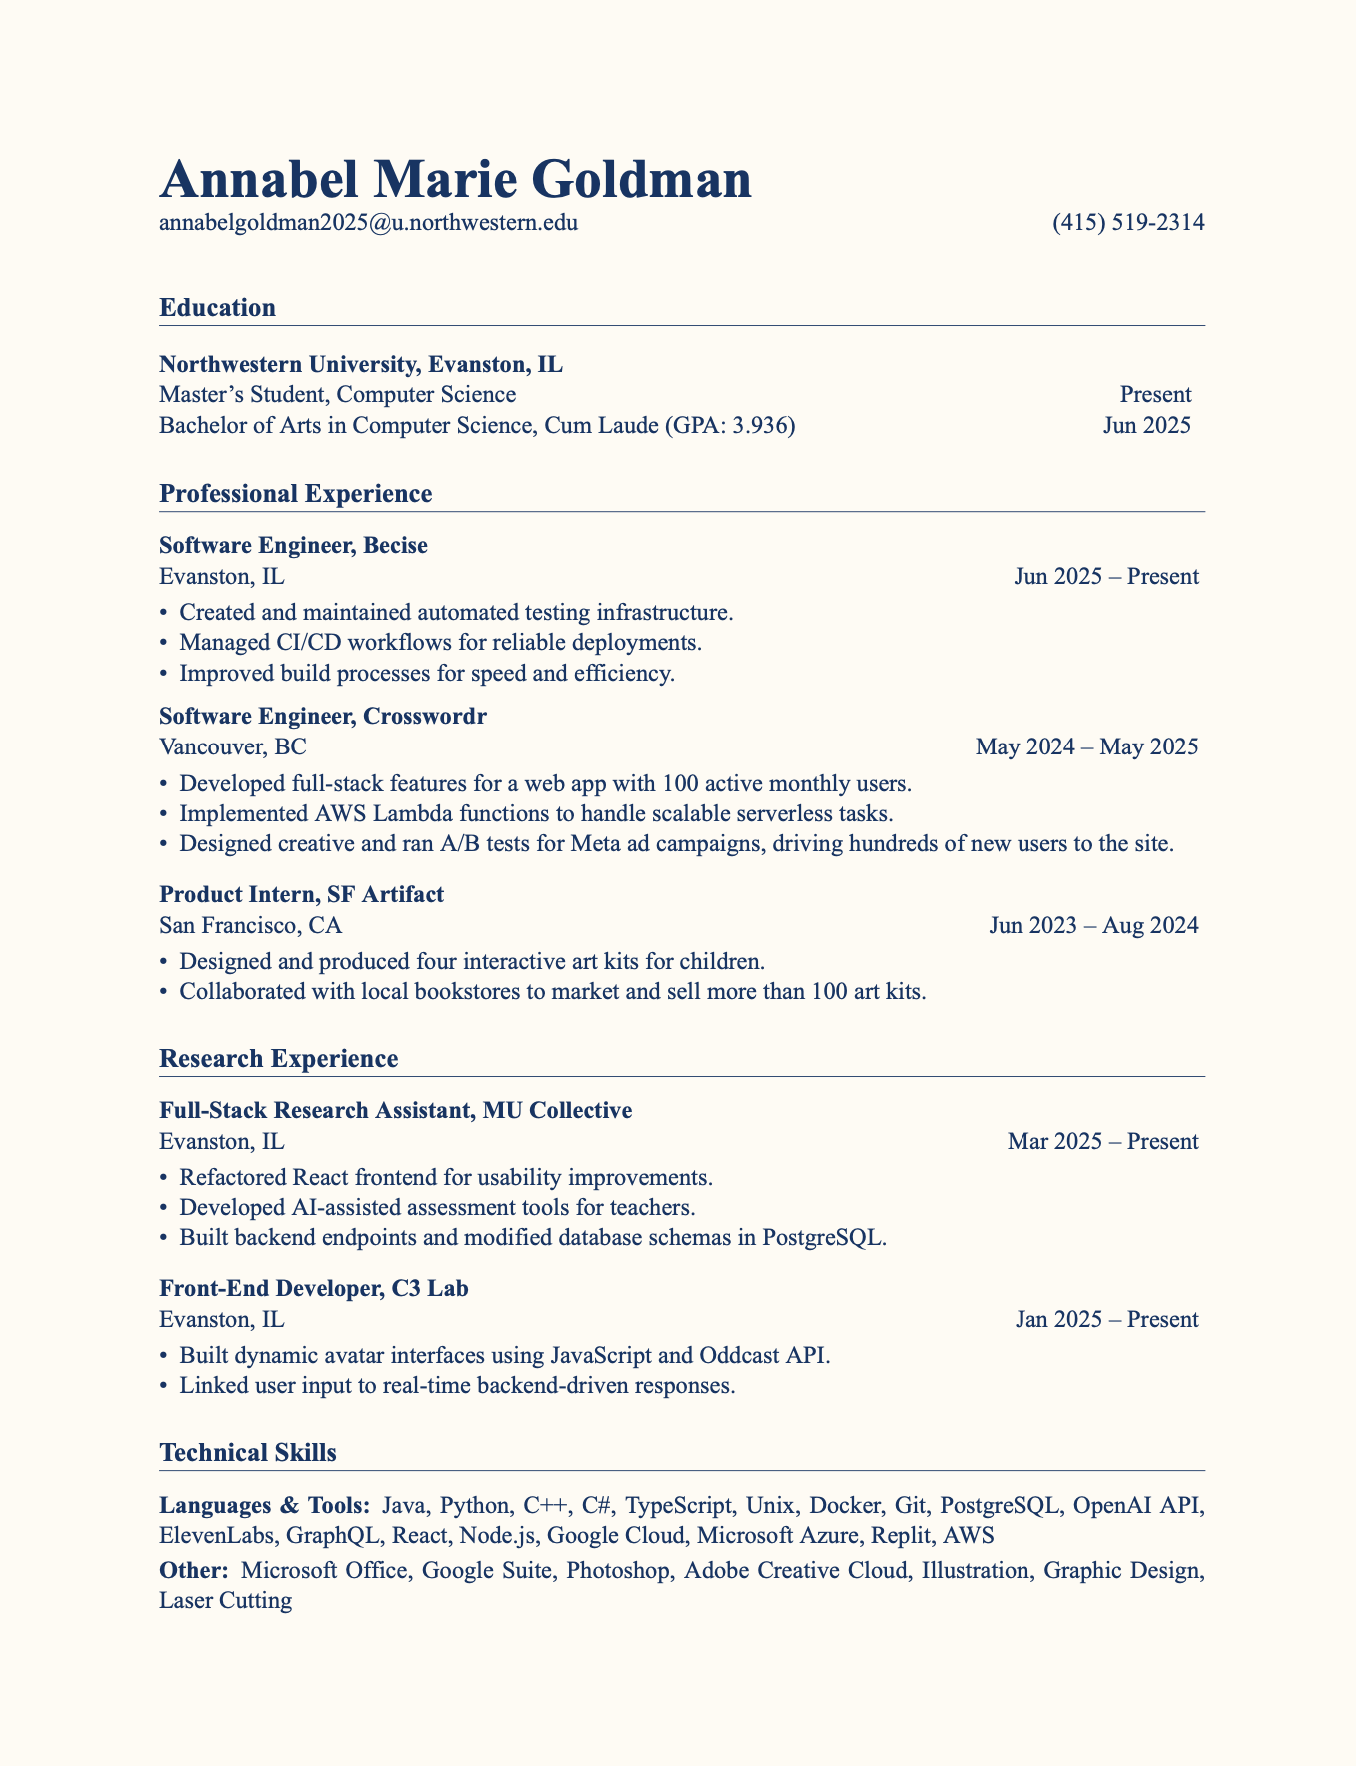 Annabel Marie Goldman
annabelgoldman2025@u.northwestern.edu (415) 519-2314
Education
Northwestern University, Evanston, IL
Master’s Student, Computer Science Present
Bachelor of Arts in Computer Science, Cum Laude (GPA: 3.936) Jun 2025
Professional Experience
Software Engineer, Becise
Evanston, IL Jun 2025 – Present
• Created and maintained automated testing infrastructure.
• Managed CI/CD workflows for reliable deployments.
• Improved build processes for speed and efficiency.
Software Engineer, Crosswordr
Vancouver, BC May 2024 – May 2025
• Developed full-stack features for a web app with 100 active monthly users.
• Implemented AWS Lambda functions to handle scalable serverless tasks.
• Designed creative and ran A/B tests for Meta ad campaigns, driving hundreds of new users to the site.
Product Intern, SF Artifact
San Francisco, CA Jun 2023 – Aug 2024
• Designed and produced four interactive art kits for children.
• Collaborated with local bookstores to market and sell more than 100 art kits.
Research Experience
Full-Stack Research Assistant, MU Collective
Evanston, IL Mar 2025 – Present
• Refactored React frontend for usability improvements.
• Developed AI-assisted assessment tools for teachers.
• Built backend endpoints and modified database schemas in PostgreSQL.
Front-End Developer, C3 Lab
Evanston, IL Jan 2025 – Present
• Built dynamic avatar interfaces using JavaScript and Oddcast API.
• Linked user input to real-time backend-driven responses.
Technical Skills
Languages & Tools: Java, Python, C++, C#, TypeScript, Unix, Docker, Git, PostgreSQL, OpenAI API,
ElevenLabs, GraphQL, React, Node.js, Google Cloud, Microsoft Azure, Replit, AWS
Other: Microsoft Office, Google Suite, Photoshop, Adobe Creative Cloud, Illustration, Graphic Design,
Laser Cutting